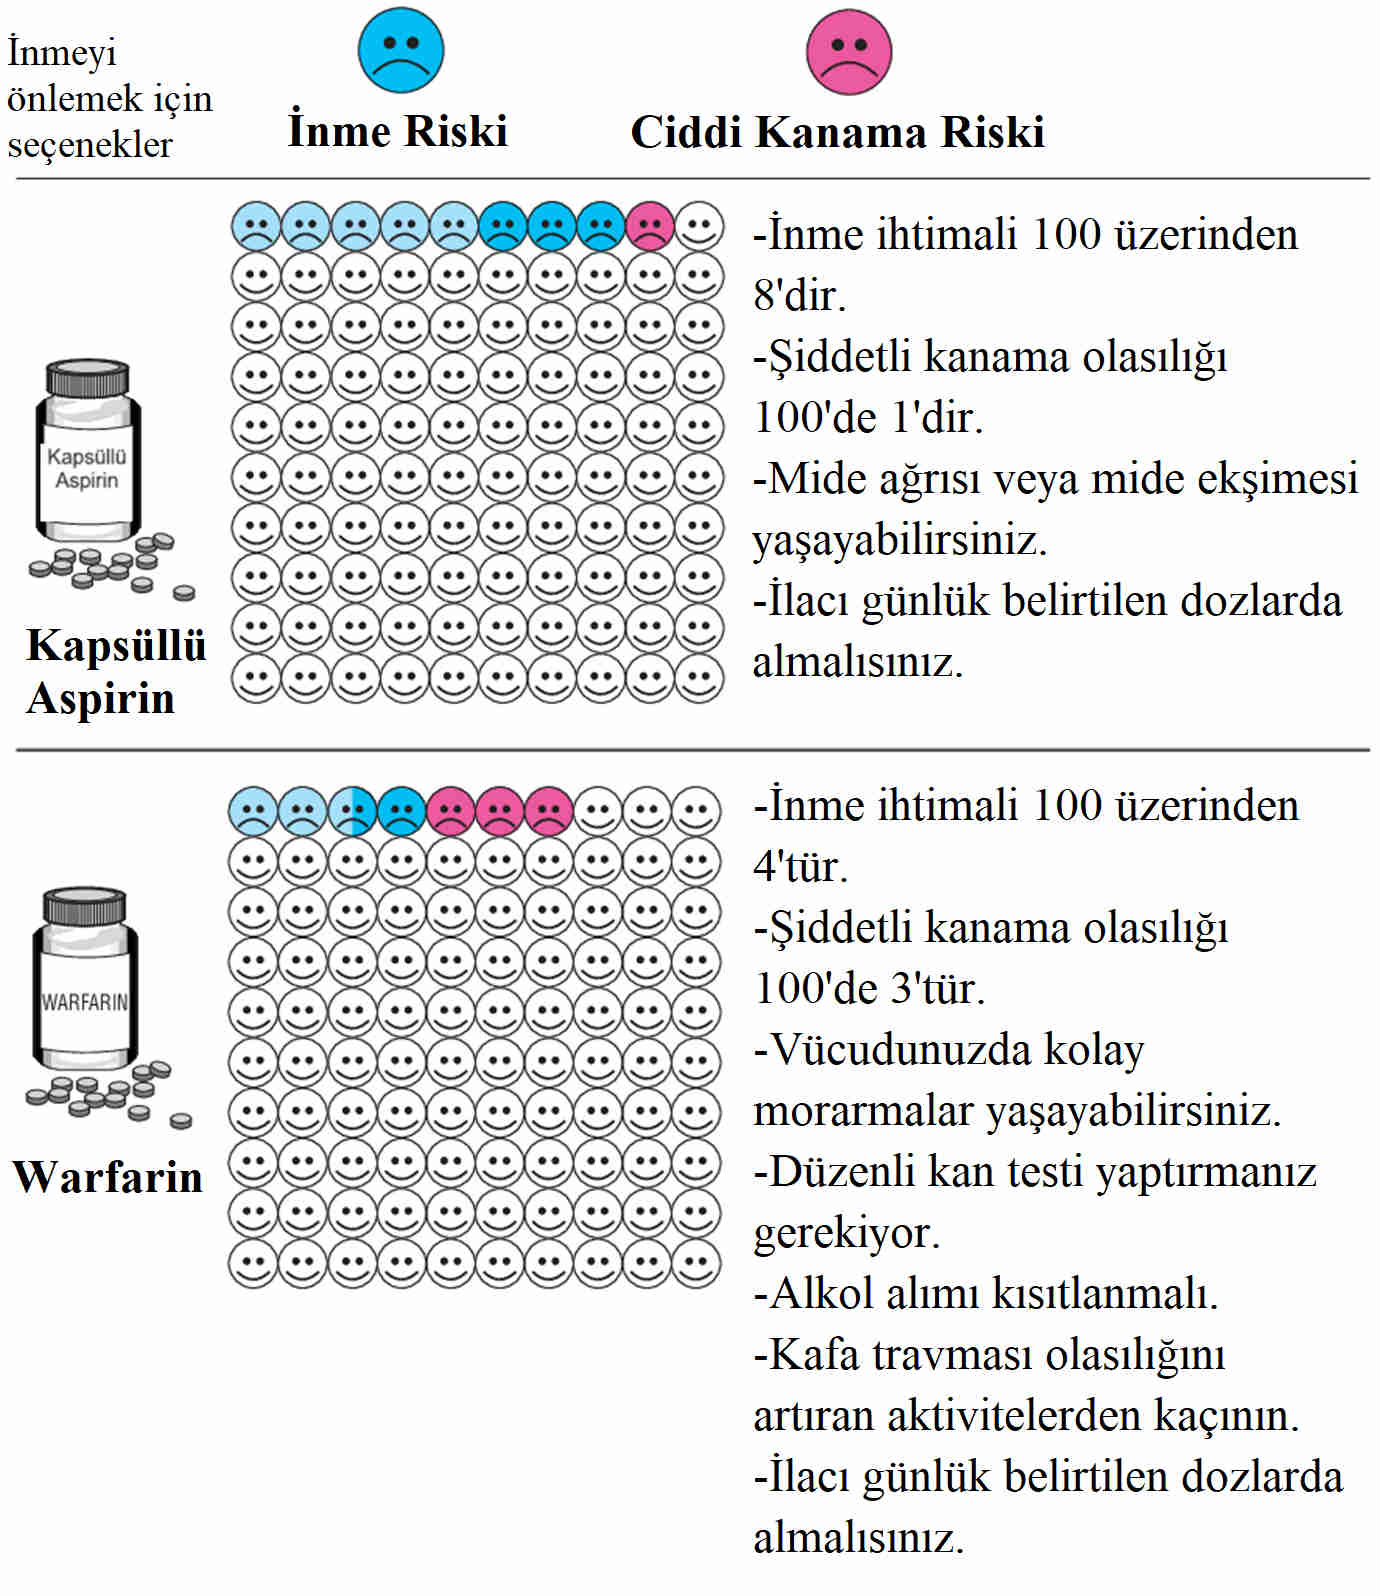 İnmeyi
önlemek için
seçenekler
İnme Riski
Ciddi Kanama Riski
-İnme ihtimali 100 üzerinden
8'dir.
-Şiddetli kanama olasılığı
100'de 1'dir.
-Mide ağrısı veya mide ekşimesi
yaşayabilirsiniz.
-İlacı günlük belirtilen dozlarda
almalısınız.
Kapsüllü
Aspirin
Kapsüllü
Aspirin
-İnme ihtimali 100 üzerinden
4'tür.
-Şiddetli kanama olasılığı
100'de 3'tür.
-Vücudunuzda kolay
morarmalar yaşayabilirsiniz.
-Düzenli kan testi yaptırmanız
gerekiyor.
-Alkol alımı kısıtlanmalı.
-Kafa travması olasılığını
artıran aktivitelerden kaçının.
-İlacı günlük belirtilen dozlarda
almalısınız.
WARFARIN
Warfarin